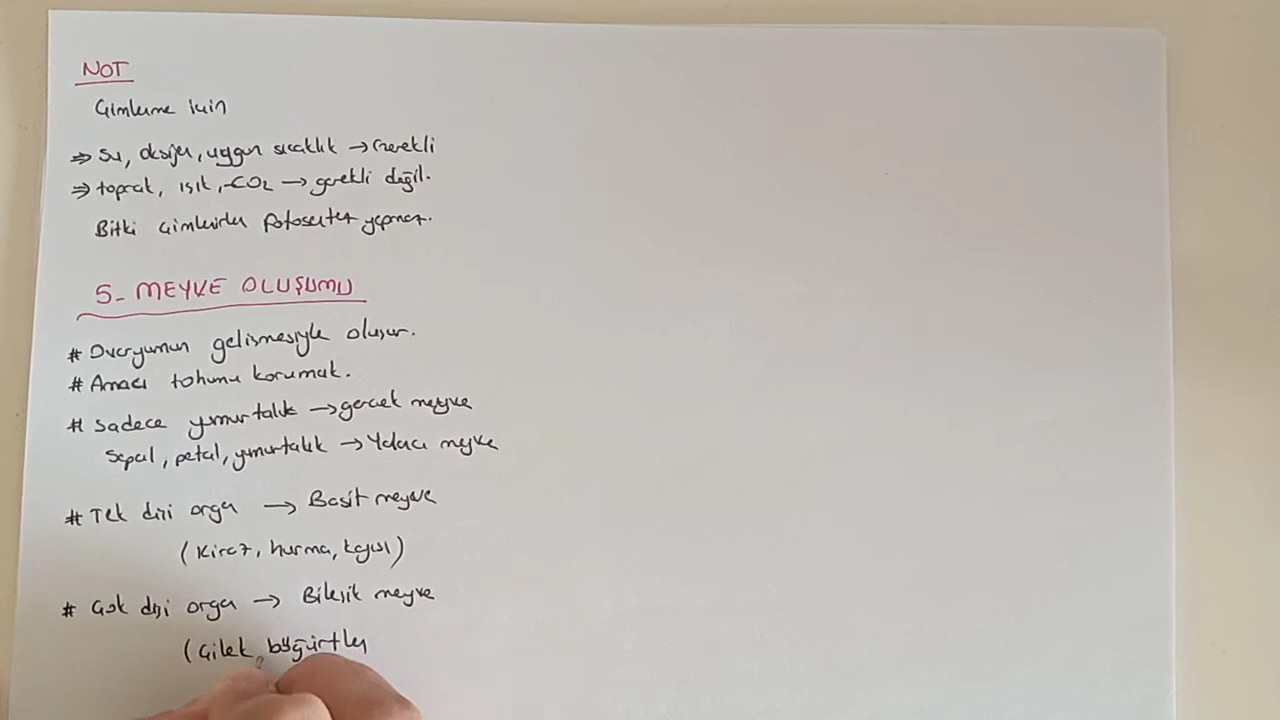 NOT
Çimlenme için
⇒ Su, oksijen, uygun sıcaklık → Gerekli
⇒ toprak, ışık, CO₂ → gerekli değil.
Bitki çimlenirken fotosentez yapmaz.
5- MEYVE OLUŞUMU
# Ovaryumun gelişmesiyle oluşur.
# Amacı tohumu korumak.
# Sadece yumurtalık → gerçek meyve
Sepal, petal, yumurtalık → Yalancı meyve
# Tek dişi organ → Basit meyve
(Kiraz, hurma, kayısı)
# Çok dişi organ → Bileşik meyve
(Çilek, böğürtlen